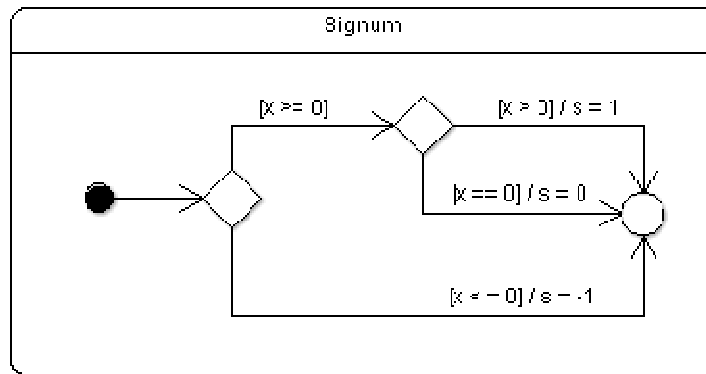 Signum
[x >= 0]
[x > 0] / s = 1
[x == 0] / s = 0
[x <= 0] / s = -1